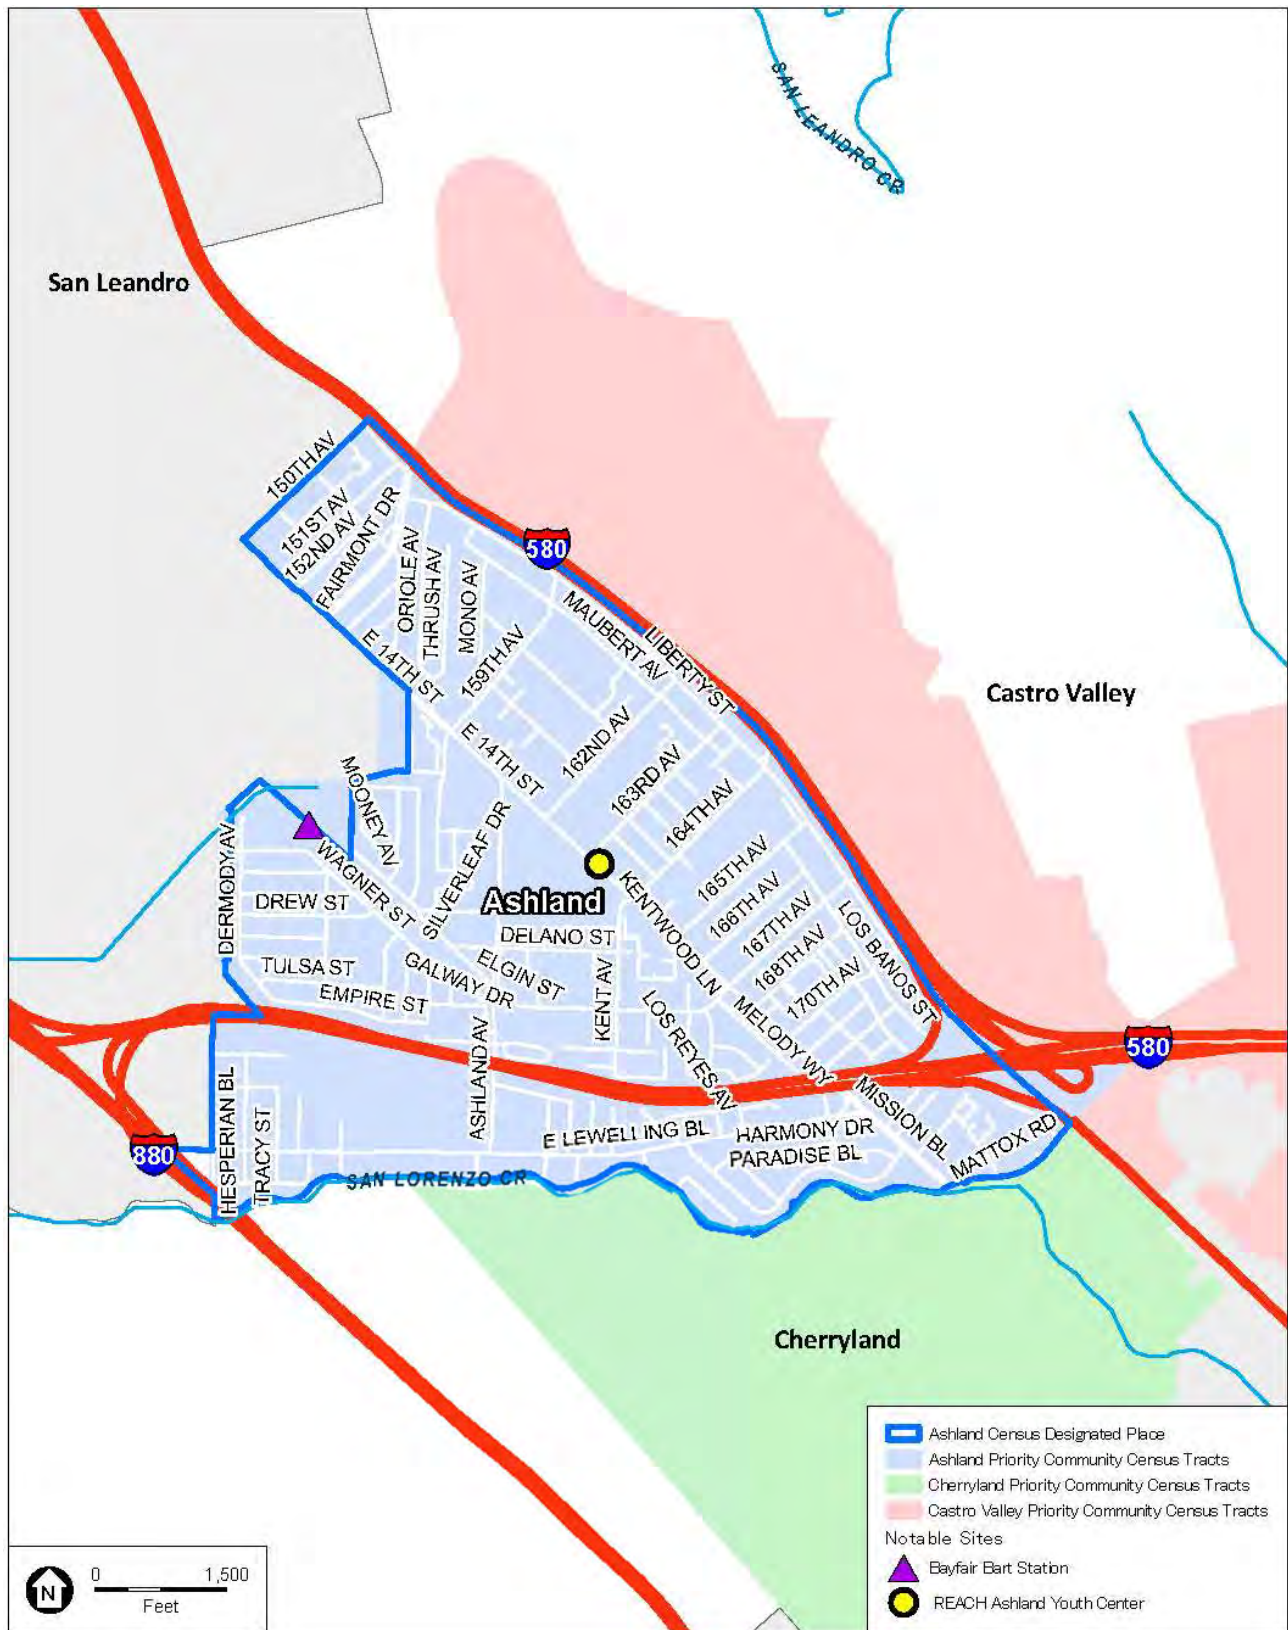 SAN LEANDRO CR
San Leandro
150TH AV
151ST AV
152ND AV
FAIRMONT DR
ORIOLE AV
THRUSH AV
MONO AV
580
MAUBERT AV
LIBERTY ST
E 14TH ST
159TH AV
Castro Valley
E 14TH ST
162ND AV
163RD AV
164TH AV
MOONEY AV
SILVERLEAF DR
DERMODY AV
WAGNER ST
DREW ST
Ashland
KENTWOOD LN
165TH AV
166TH AV
167TH AV
168TH AV
170TH AV
LOS BANOS ST
DELANO ST
TULSA ST
EMPIRE ST
GALWAY DR
ELGIN ST
KENT AV
LOS REYES AV
MELODY WY
580
ASHLAND AV
HESPERIAN BL
TRACY ST
880
E LEWELLING BL
HARMONY DR
PARADISE BL
MISSION BL
MATTOX RD
SAN LORENZO CR
Cherryland
Ashland Census Designated Place
Ashland Priority Community Census Tracts
Cherryland Priority Community Census Tracts
Castro Valley Priority Community Census Tracts
Notable Sites
Bayfair Bart Station
REACH Ashland Youth Center
N
0 1,500
Feet